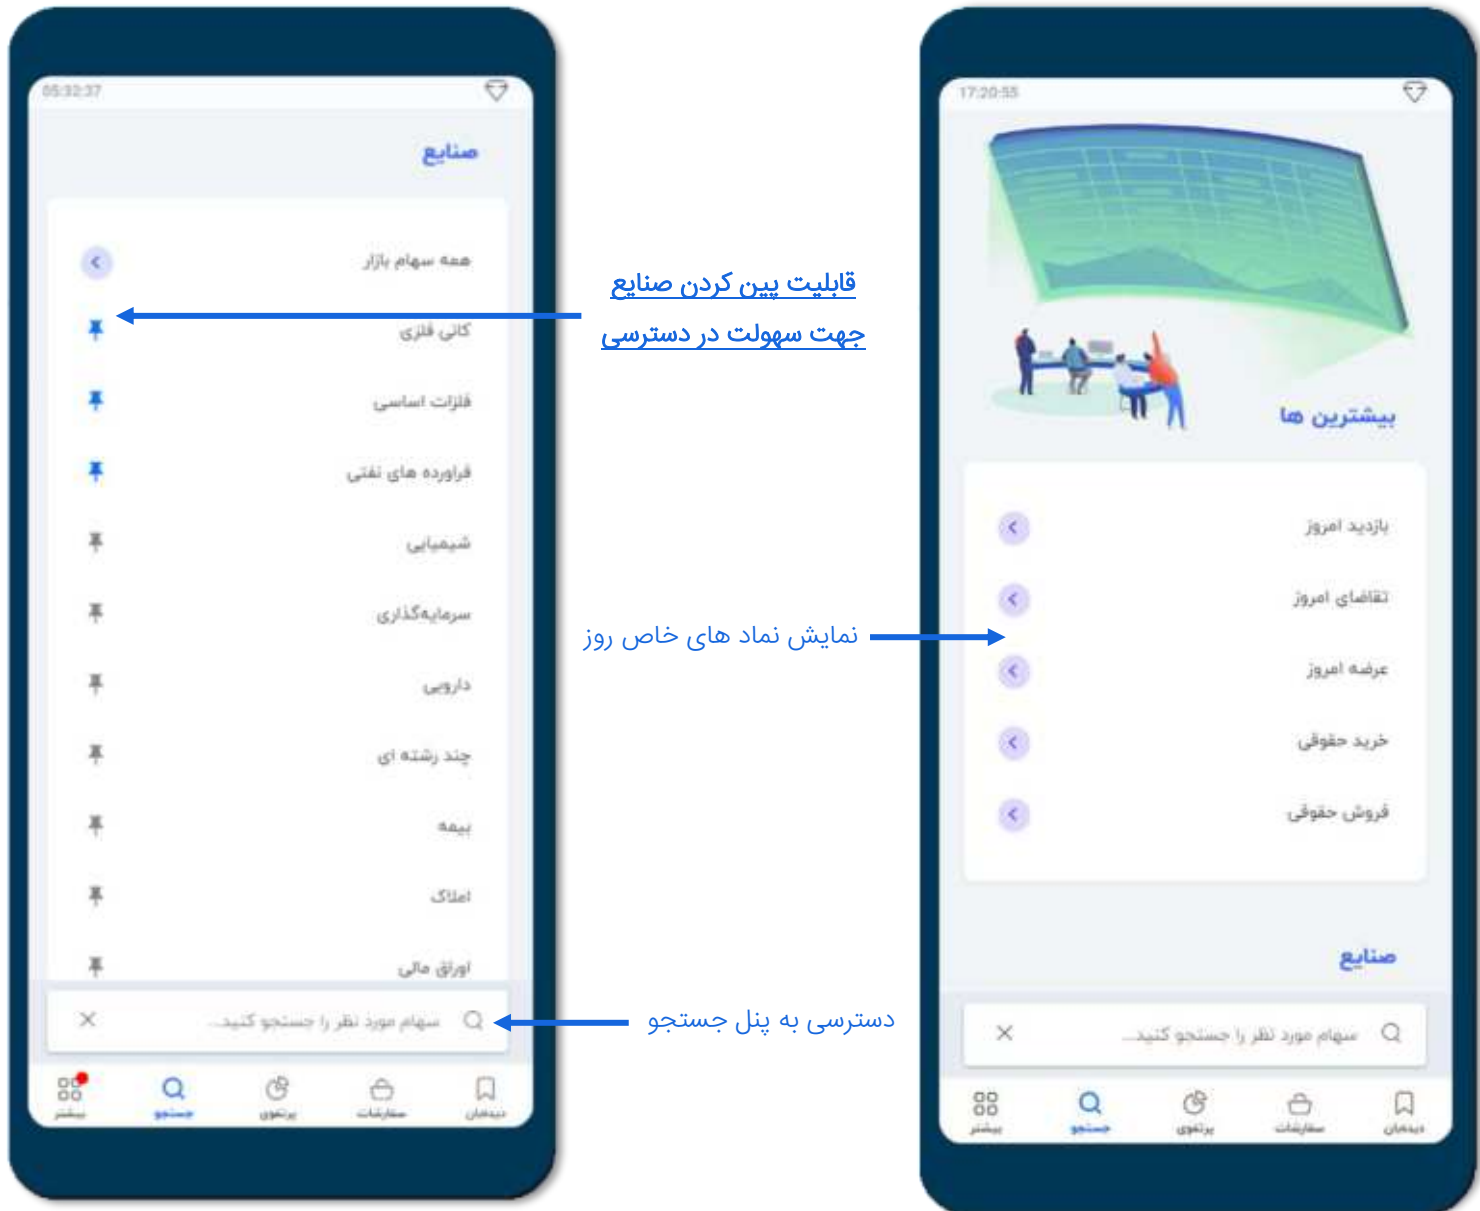 05:32:37
صنایع
همه سهام بازار
کانی فلزی
فلزات اساسی
فراورده های نفتی
شیمیایی
سرمایه‌گذاری
دارویی
چند رشته ای
بیمه
املاک
اوراق مالی
سهام مورد نظر را جستجو کنید...
دیدهبان
سفارشات
پرتفوی
جستجو
بیشتر
قابلیت پین کردن صنایع
جهت سهولت در دسترسی
نمایش نماد های خاص روز
دسترسی به پنل جستجو
17:20:55
بیشترین ها
بازدید امروز
تقاضای امروز
عرضه امروز
خرید حقوقی
فروش حقوقی
صنایع
سهام مورد نظر را جستجو کنید...
دیدهبان
سفارشات
پرتفوی
جستجو
بیشتر